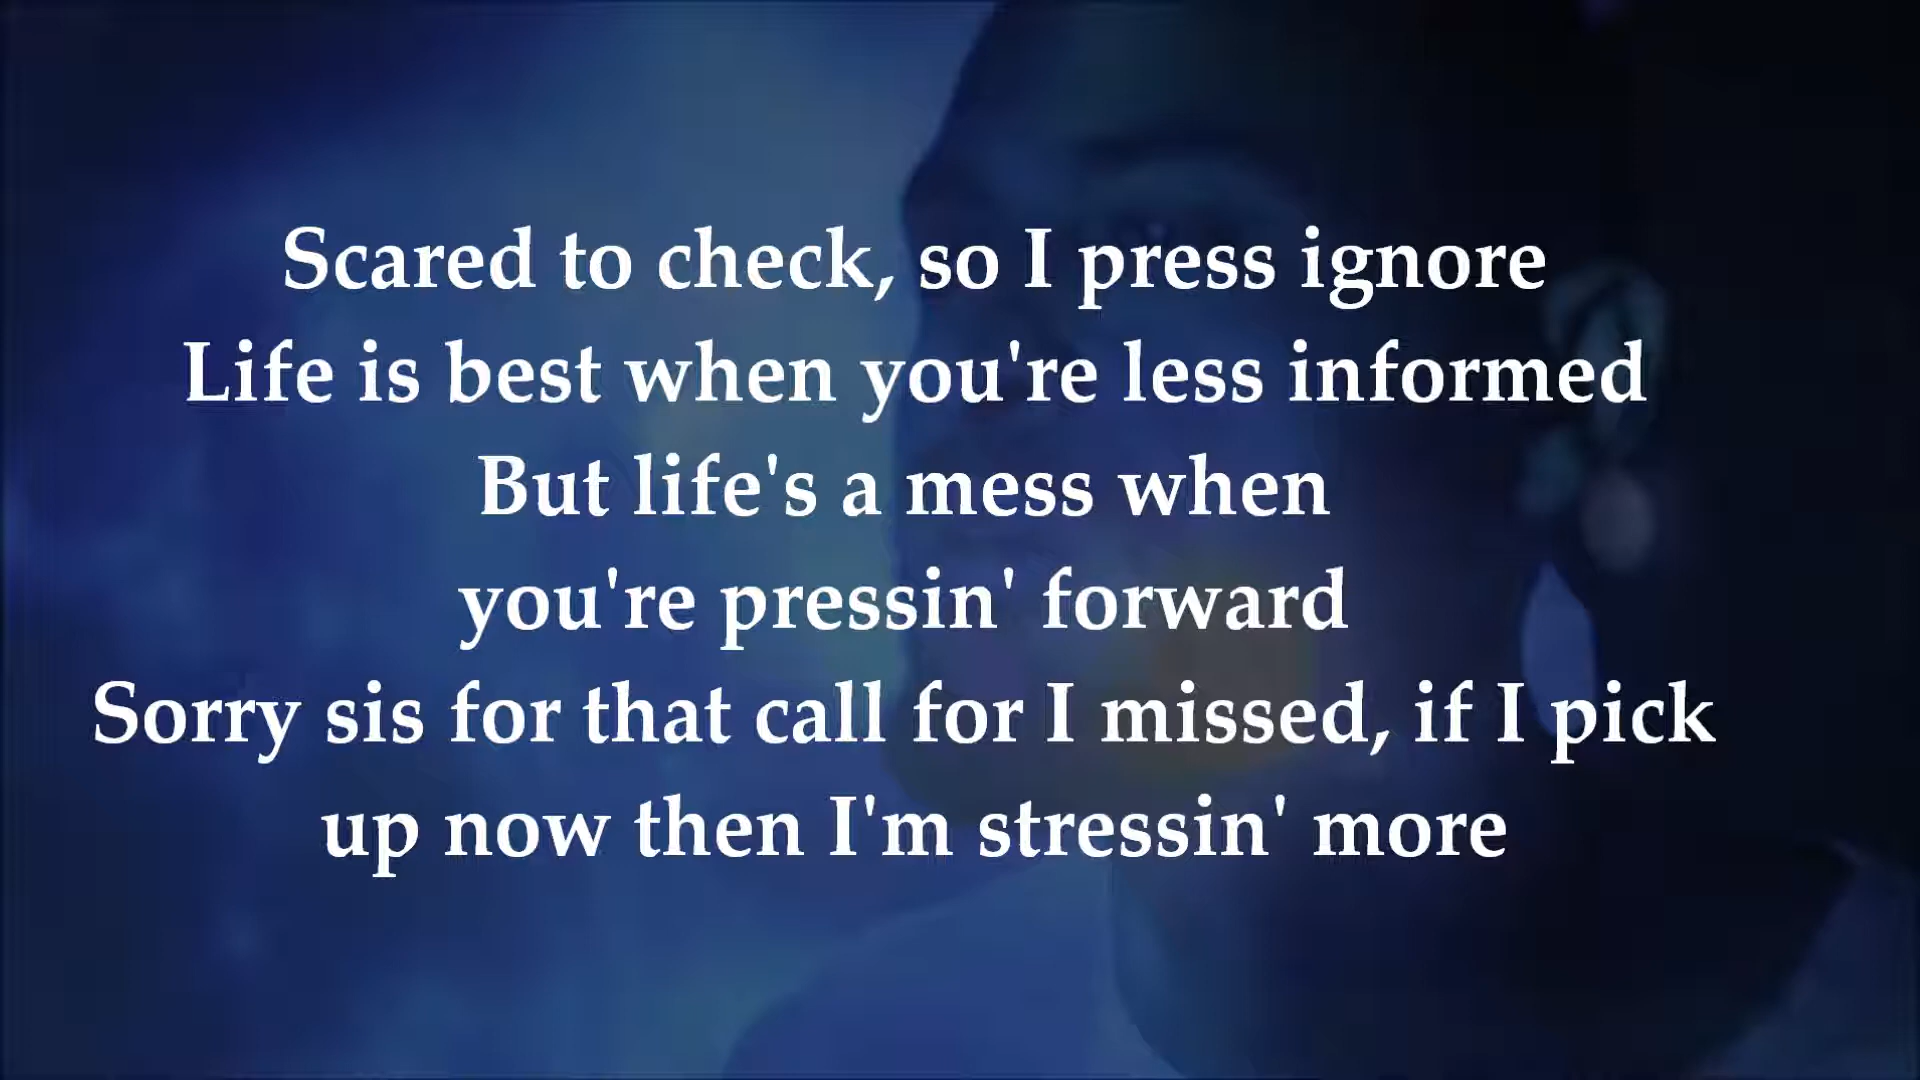 Scared to check, so I press ignore
Life is best when you're less informed
But life's a mess when
you're pressin' forward
Sorry sis for that call for I missed, if I pick
up now then I'm stressin' more